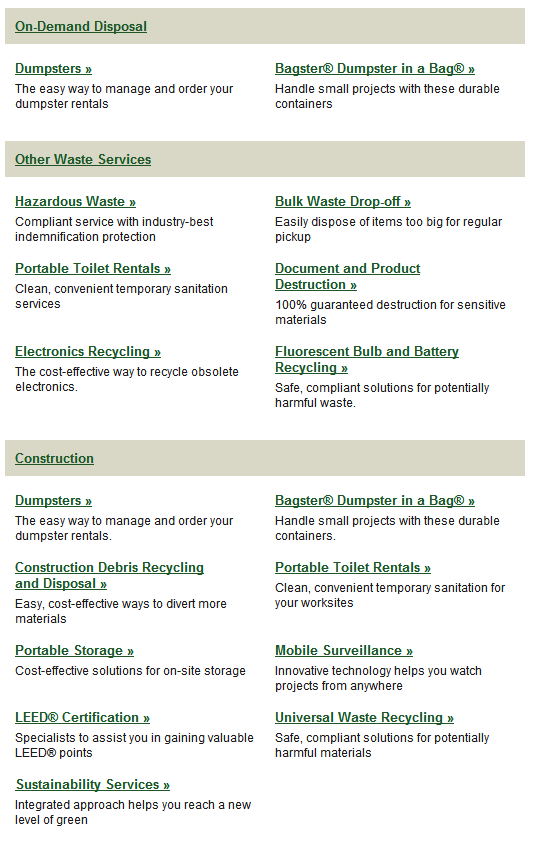 On-Demand Disposal
Dumpsters »
The easy way to manage and order your
dumpster rentals
Bagster® Dumpster in a Bag® »
Handle small projects with these durable
containers
Other Waste Services
Hazardous Waste »
Compliant service with industry-best
indemnification protection
Bulk Waste Drop-off »
Easily dispose of items too big for regular
pickup
Portable Toilet Rentals »
Clean, convenient temporary sanitation
services
Document and Product
Destruction »
100% guaranteed destruction for sensitive
materials
Electronics Recycling »
The cost-effective way to recycle obsolete
electronics.
Fluorescent Bulb and Battery
Recycling »
Safe, compliant solutions for potentially
harmful waste.
Construction
Dumpsters »
The easy way to manage and order your
dumpster rentals.
Bagster® Dumpster in a Bag® »
Handle small projects with these durable
containers.
Construction Debris Recycling
and Disposal »
Easy, cost-effective ways to divert more
materials
Portable Toilet Rentals »
Clean, convenient temporary sanitation for
your worksites
Portable Storage »
Cost-effective solutions for on-site storage
Mobile Surveillance »
Innovative technology helps you watch
projects from anywhere
LEED® Certification »
Specialists to assist you in gaining valuable
LEED® points
Universal Waste Recycling »
Safe, compliant solutions for potentially
harmful materials
Sustainability Services »
Integrated approach helps you reach a new
level of green